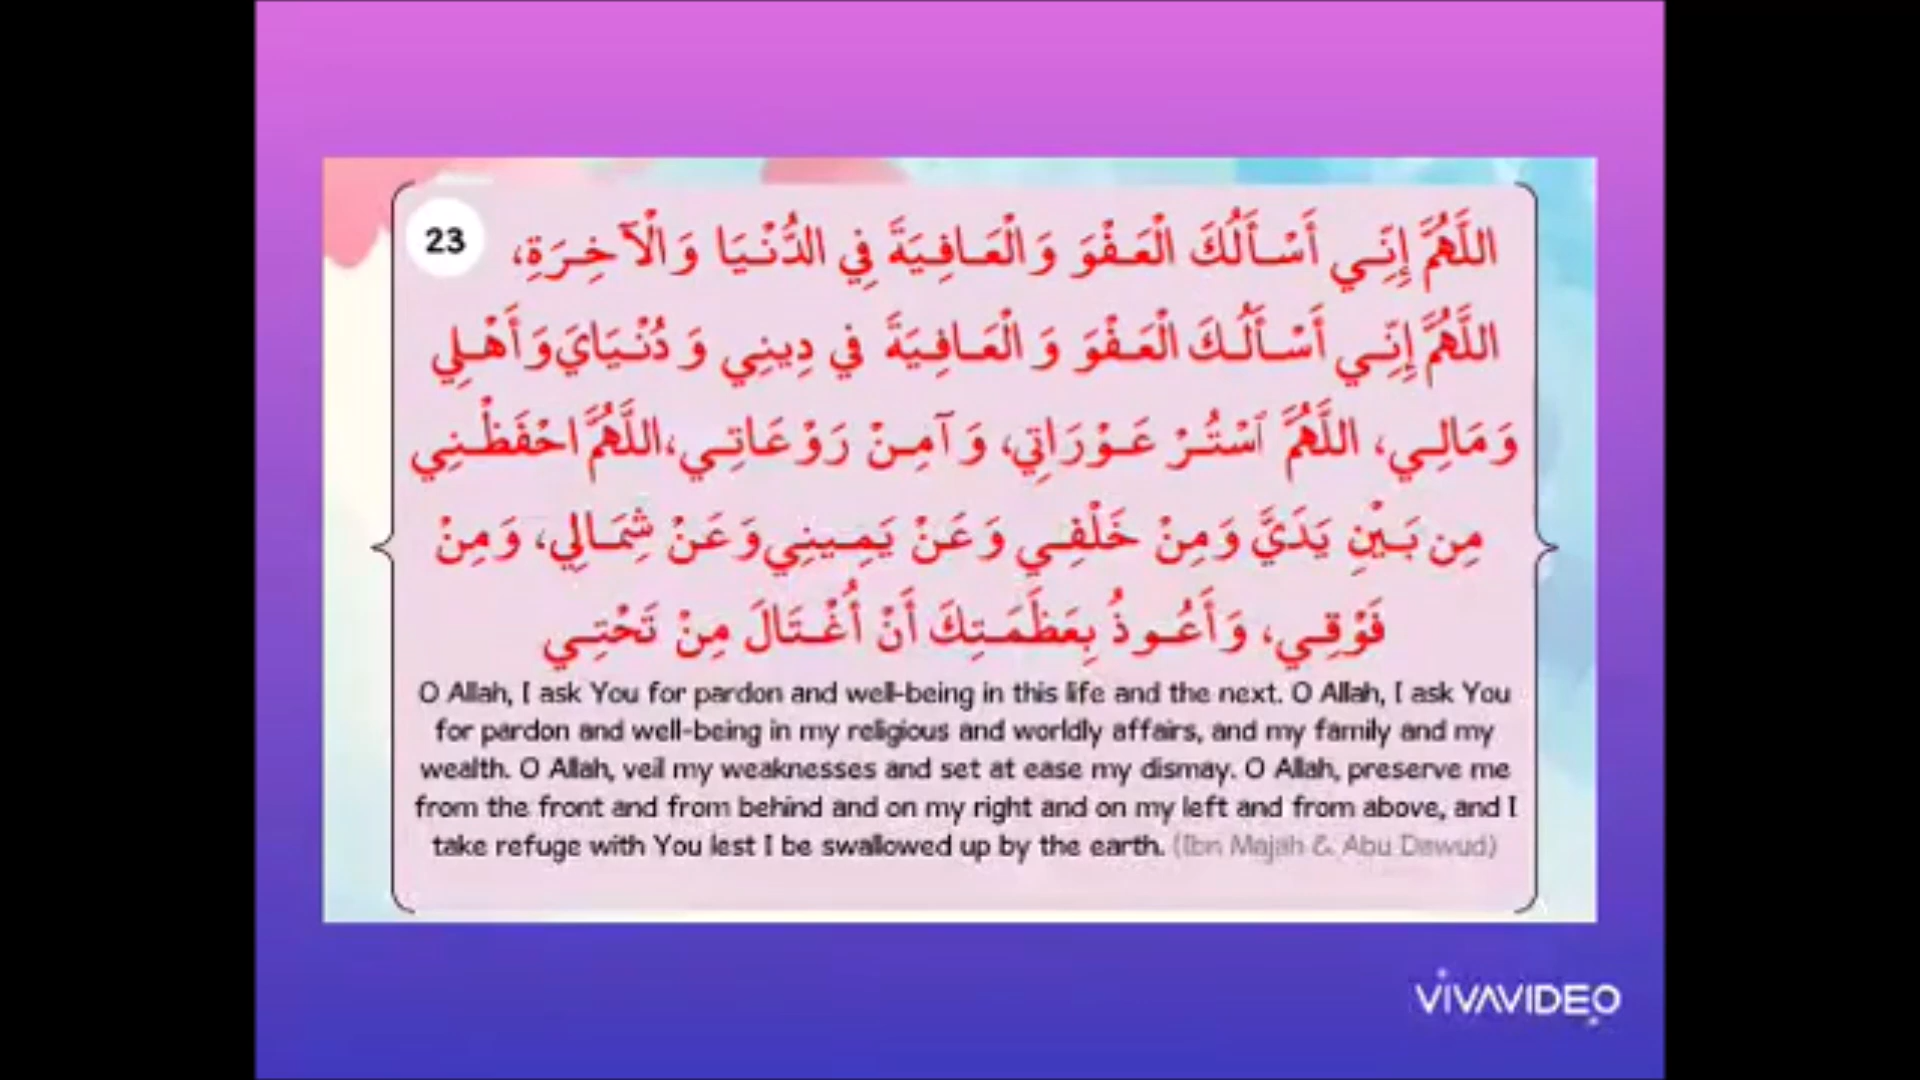 23
اللَّهُمَّ إِنِّي أَسْأَلُكَ الْعَفْوَ وَالْعَافِيَةَ فِي الدُّنْيَا وَالْآخِرَةِ،
اللَّهُمَّ إِنِّي أَسْأَلُكَ الْعَفْوَ وَالْعَافِيَةَ في دِينِي وَدُنْيَايَ وَأَهْلِي
وَمَالِي، اللَّهُمَّ ٱسْتُرْ عَوْرَاتِي، وَآمِنْ رَوْعَاتِي، اللَّهُمَّ احْفَظْنِي
مِن بَيْنِ يَدَيَّ وَمِنْ خَلْفِي وَعَنْ يَمِينِي وَعَنْ شِمَالِي، وَمِنْ
فَوْقِي، وَأَعُوذُ بِعَظَمَتِكَ أَنْ أُغْتَالَ مِنْ تَحْتِي
O Allah, I ask You for pardon and well-being in this life and the next. O Allah, I ask You
for pardon and well-being in my religious and worldly affairs, and my family and my
wealth. O Allah, veil my weaknesses and set at ease my dismay. O Allah, preserve me
from the front and from behind and on my right and on my left and from above, and I
take refuge with You lest I be swallowed up by the earth. (Ibn Majah & Abu Dawud)
VIVAVIDEO